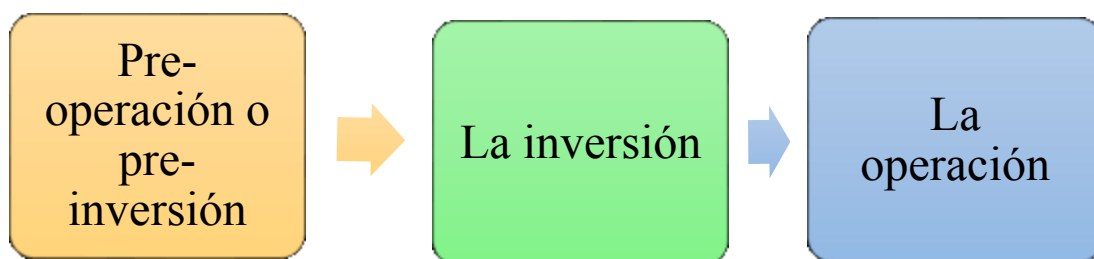 Pre-
operación o
pre-
inversión
La inversión
La
operación